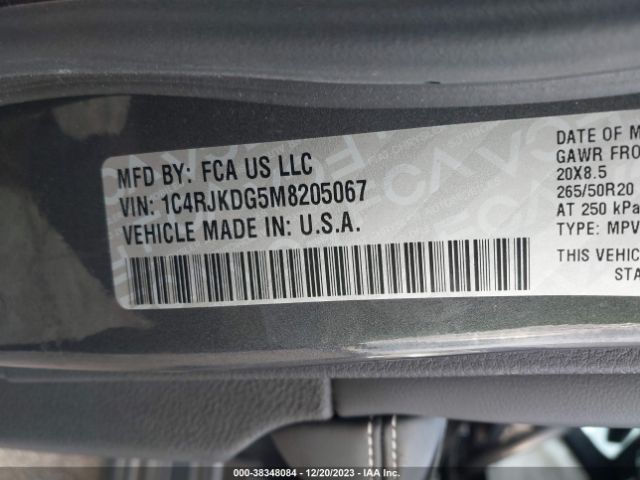 MFD BY: FCA US LLC
VIN: 1C4RJKDG5M8205067
VEHICLE MADE IN: U.S.A.
DATE OF M
GAWR FRO
20X8.5
265/50R20
AT 250 kPa
TYPE: MPV
THIS VEHIC
STA
000-38348084 - 12/20/2023 - IAA Inc.